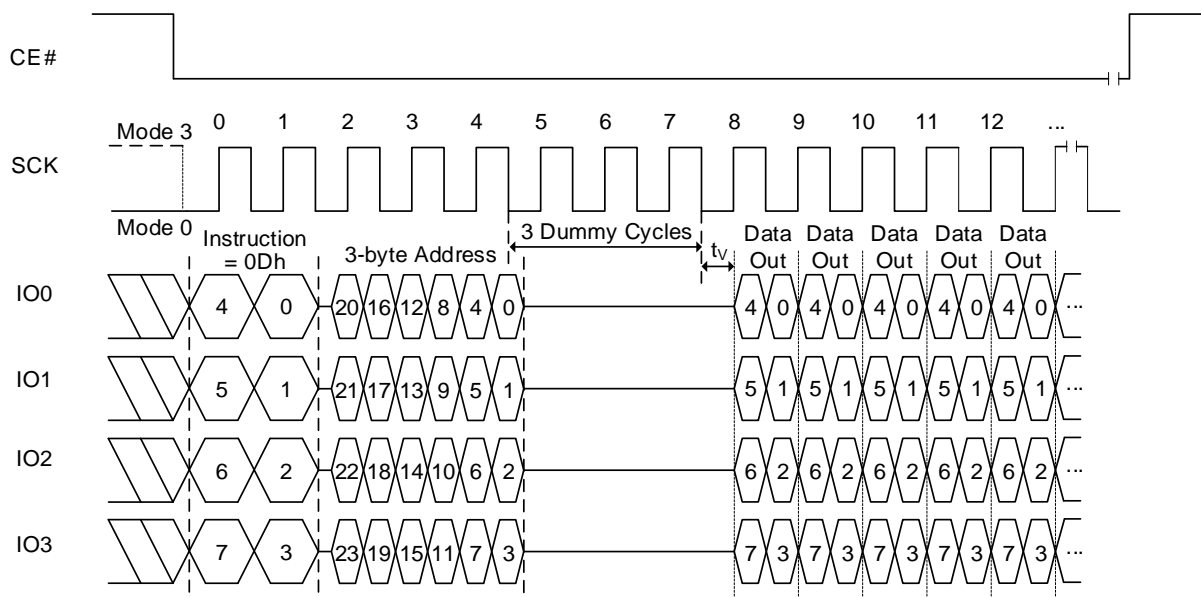 CE#
0 1 2 3 4 5 6 7 8 9 10 11 12 ...
Mode 3
SCK
Mode 0
Instruction
= 0Dh
3-byte Address
3 Dummy Cycles
tV
Data Out
Data Out
Data Out
Data Out
Data Out
IO0 4 0 20 16 12 8 4 0 4 0 4 0 4 0 4 0 4 0 ...
IO1 5 1 21 17 13 9 5 1 5 1 5 1 5 1 5 1 5 1 ...
IO2 6 2 22 18 14 10 6 2 6 2 6 2 6 2 6 2 6 2 ...
IO3 7 3 23 19 15 11 7 3 7 3 7 3 7 3 7 3 7 3 ...